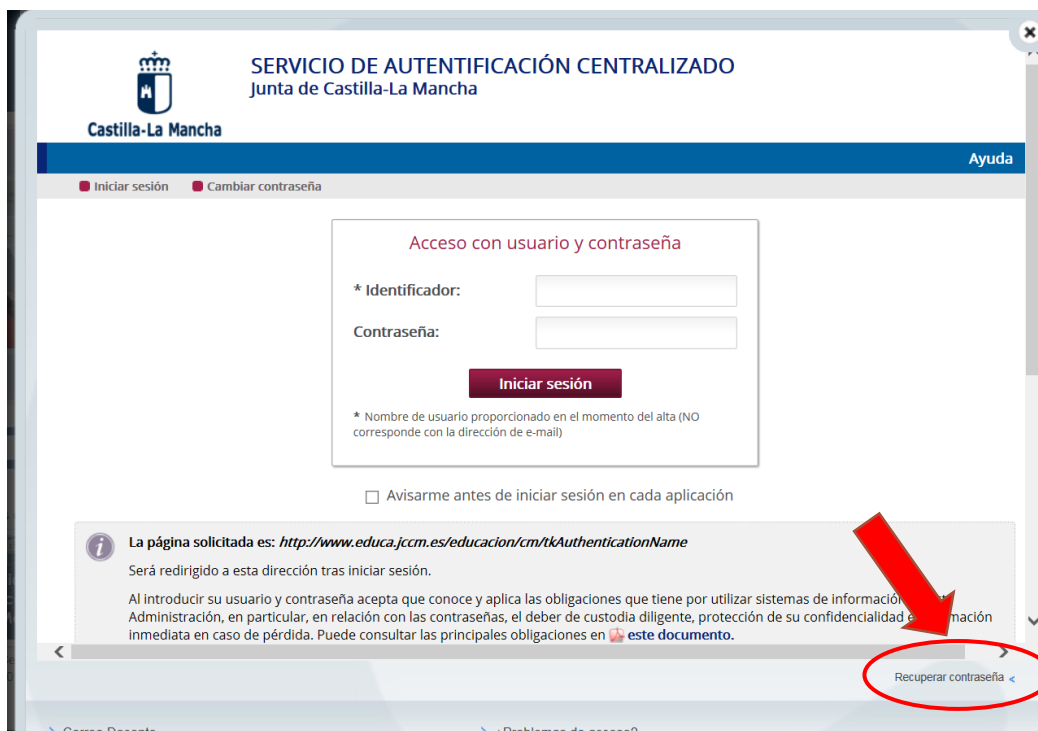 SERVICIO DE AUTENTIFICACIÓN CENTRALIZADO
Junta de Castilla-La Mancha
Castilla-La Mancha
Ayuda
Iniciar sesión Cambiar contraseña
Acceso con usuario y contraseña
* Identificador:
Contraseña:
Iniciar sesión
* Nombre de usuario proporcionado en el momento del alta (NO
corresponde con la dirección de e-mail)
Avisarme antes de iniciar sesión en cada aplicación
La página solicitada es: http://www.educa.jccm.es/educacion/cm/tkAuthenticationName
Será redirigido a esta dirección tras iniciar sesión.
Al introducir su usuario y contraseña acepta que conoce y aplica las obligaciones que tiene por utilizar sistemas de información
Administración, en particular, en relación con las contraseñas, el deber de custodia diligente, protección de su confidencialidad
inmediata en caso de pérdida. Puede consultar las principales obligaciones en este documento.
Recuperar contraseña <
> Correo Docente
> ¿Problemas de acceso?